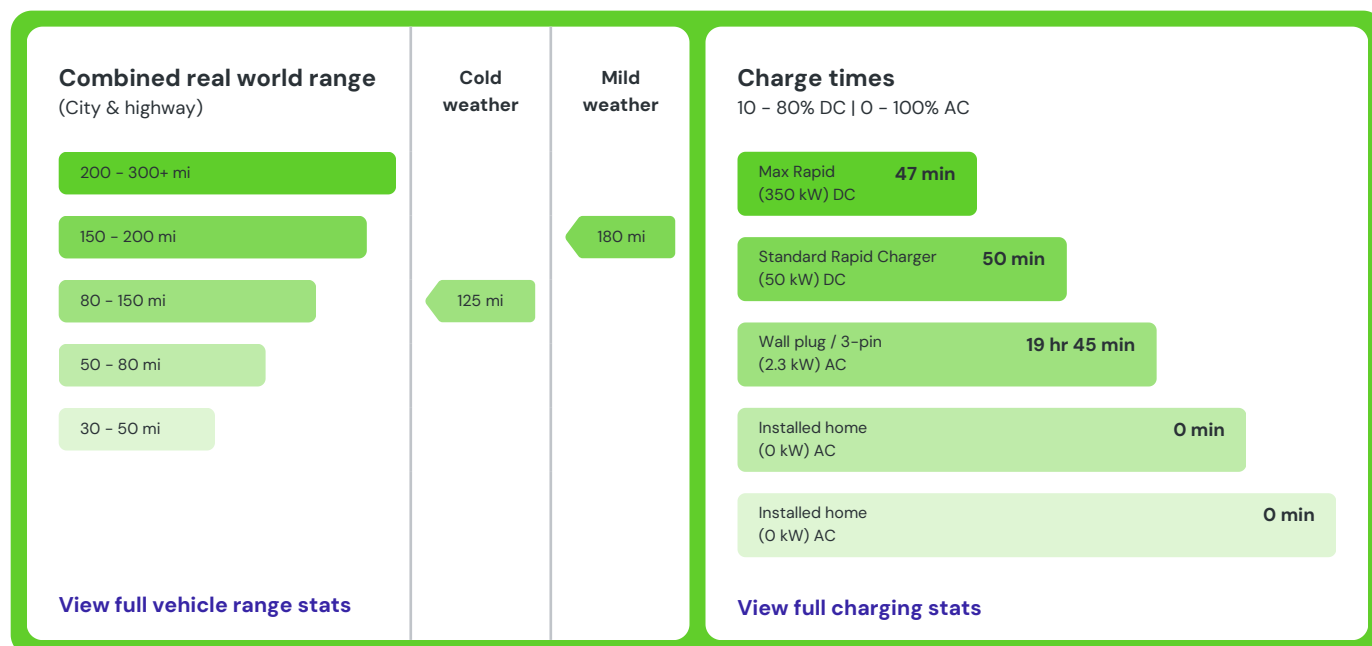 Combined real world range
(City & highway)
Cold
weather
Mild
weather
200 - 300+ mi
150 - 200 mi
180 mi
80 - 150 mi
125 mi
50 - 80 mi
30 - 50 mi
View full vehicle range stats
Charge times
10 - 80% DC | 0 - 100% AC
Max Rapid
(350 kW) DC
47 min
Standard Rapid Charger
(50 kW) DC
50 min
Wall plug / 3-pin
(2.3 kW) AC
19 hr 45 min
Installed home
(0 kW) AC
0 min
Installed home
(0 kW) AC
0 min
View full charging stats